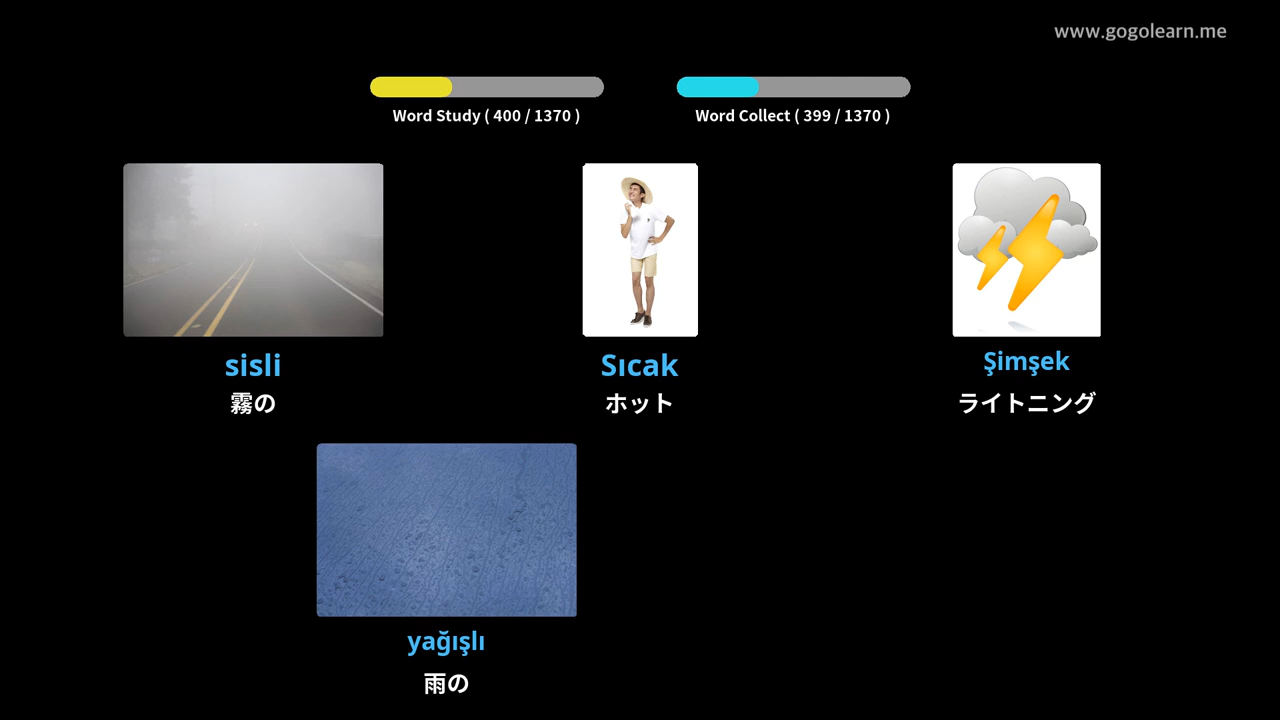 www.gogolearn.me
Word Study ( 400 / 1370 )
Word Collect ( 399 / 1370 )
sisli
霧の
Sıcak
ホット
Şimşek
ライトニング
yağışlı
雨の